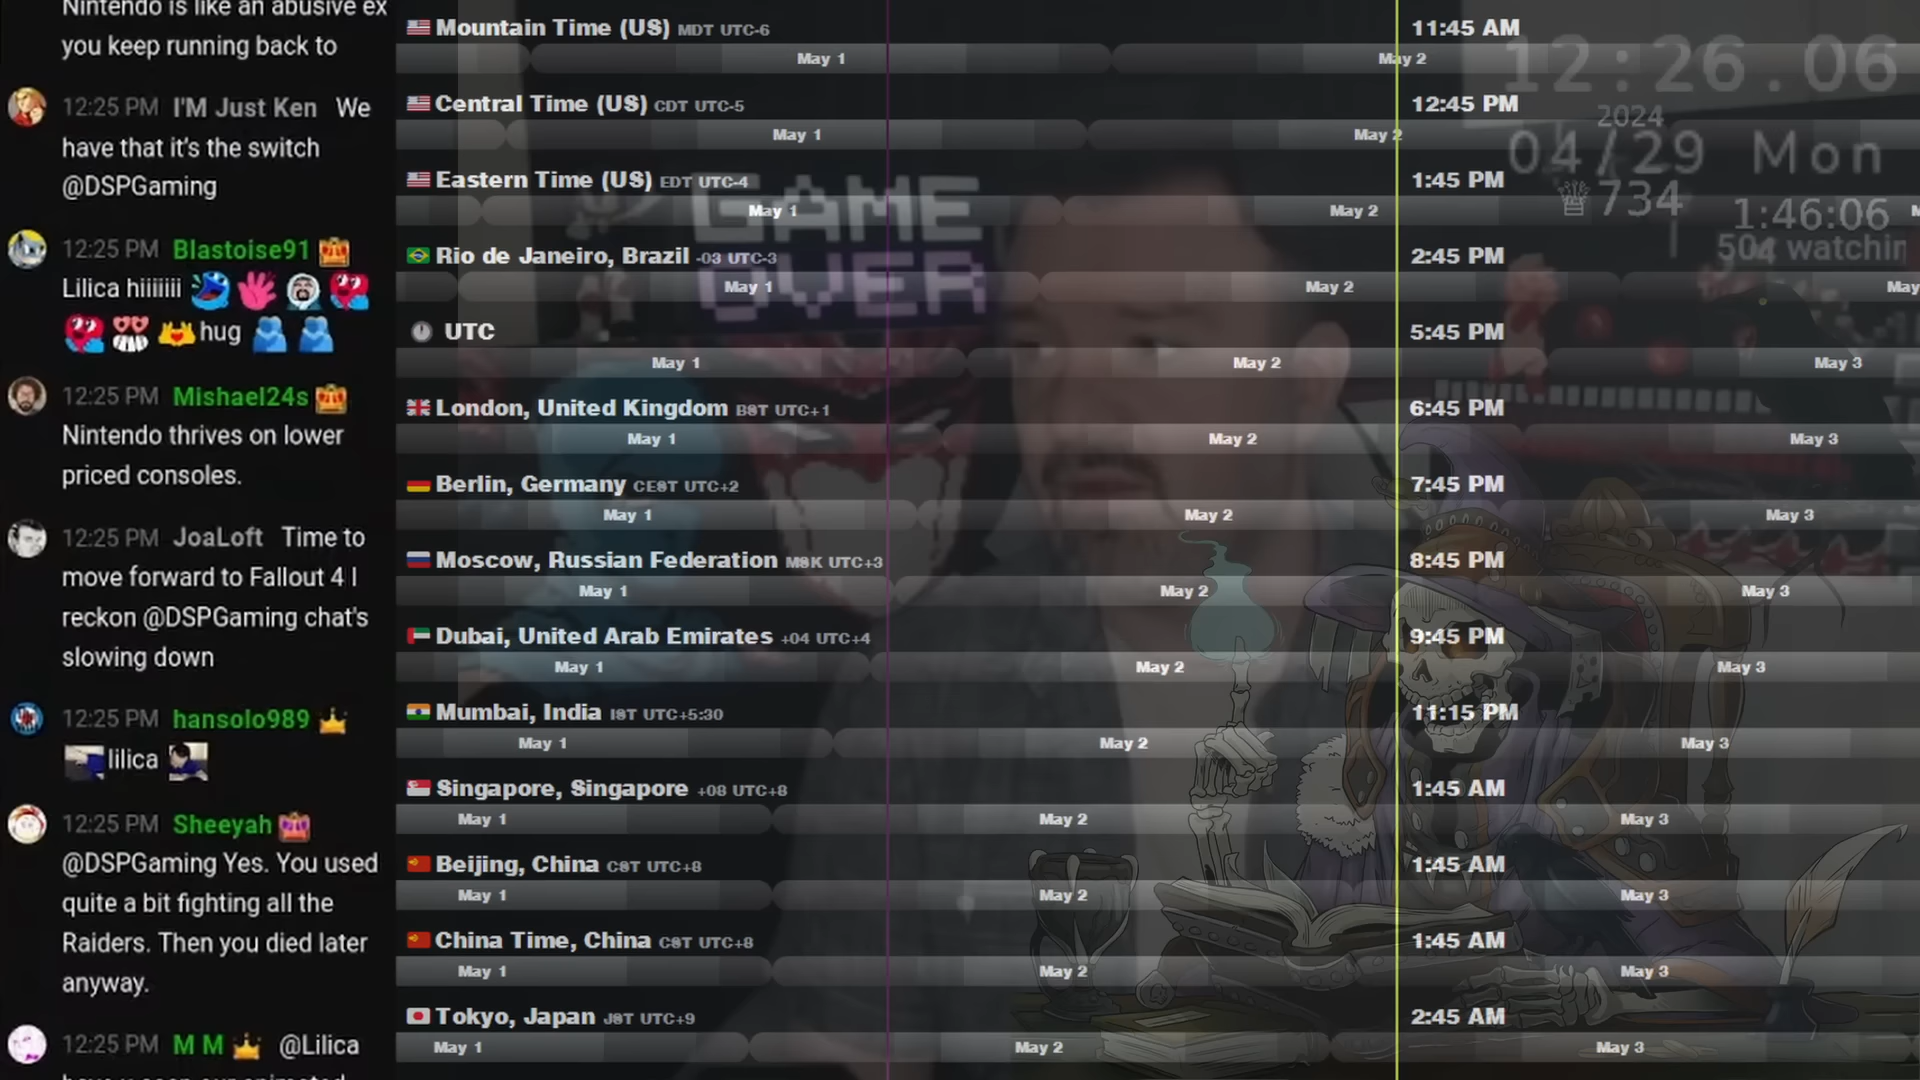 Nintendo is like an abusive ex
you keep running back to
12:25 PM I'M Just Ken We
have that it's the switch
@DSPGaming
12:25 PM Blastoise91
Lilica hiiiiiii
hug
12:25 PM Mishael24s
Nintendo thrives on lower
priced consoles.
12:25 PM JoaLoft Time to
move forward to Fallout 4 I
reckon @DSPGaming chat's
slowing down
12:25 PM hansolo989
lilica
12:25 PM Sheeyah
@DSPGaming Yes. You used
quite a bit fighting all the
Raiders. Then you died later
anyway.
12:25 PM M M @Lilica
Mountain Time (US) MDT UTC-6 11:45 AM
May 1 May 2
Central Time (US) CDT UTC-5 12:45 PM
May 1 May 2
Eastern Time (US) EDT UTC-4 1:45 PM
May 1 May 2
Rio de Janeiro, Brazil -03 UTC-3 2:45 PM
May 1 May 2 May
UTC 5:45 PM
May 1 May 2 May 3
London, United Kingdom BST UTC+1 6:45 PM
May 1 May 2 May 3
Berlin, Germany CEST UTC+2 7:45 PM
May 1 May 2 May 3
Moscow, Russian Federation MSK UTC+3 8:45 PM
May 1 May 2 May 3
Dubai, United Arab Emirates +04 UTC+4 9:45 PM
May 1 May 2 May 3
Mumbai, India IST UTC+5:30 11:15 PM
May 1 May 2 May 3
Singapore, Singapore +08 UTC+8 1:45 AM
May 1 May 2 May 3
Beijing, China CST UTC+8 1:45 AM
May 1 May 2 May 3
China Time, China CST UTC+8 1:45 AM
May 1 May 2 May 3
Tokyo, Japan JST UTC+9 2:45 AM
May 1 May 2 May 3
GAME
OVER
12:26.06
2024
04/29 Mon
734
1:46:06
504 watchin